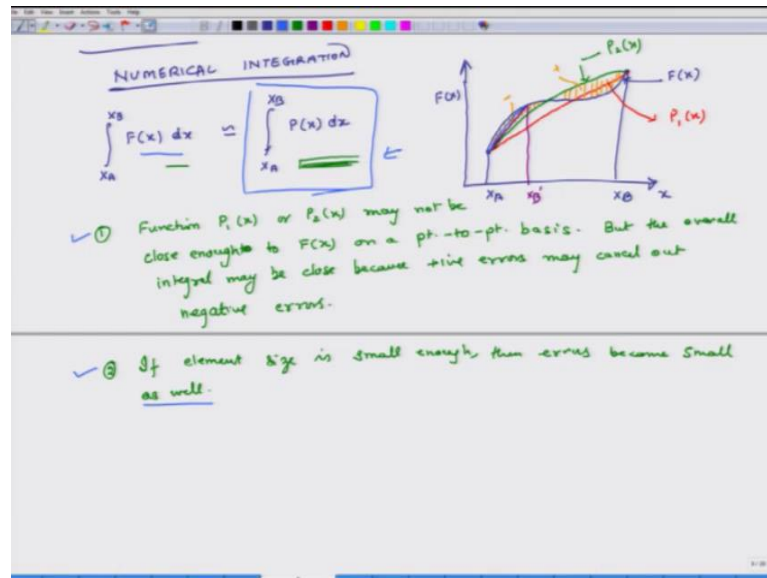 NUMERICAL INTEGRATION
∫ F(x) dx ≃ ∫ P(x) dx
XB XB
XA XA
F(x)
P₂(x)
F(x)
P₁(x)
XA XB' XB x
① Function P₁(x) or P₂(x) may not be
close enough to F(x) on a pt.-to-pt. basis. But the overall
integral may be close because +ive errors may cancel out
negative errors.
② If element size is small enough, then errors become small
as well.